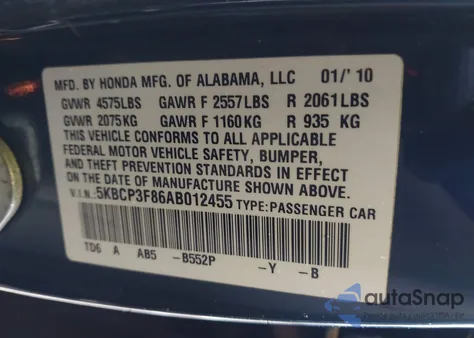 MFD. BY HONDA MFG. OF ALABAMA, LLC 01/'10
GVWR 4575LBS GAWR F 2557LBS R 2061LBS
GVWR 2075KG GAWR F 1160KG R 935 KG
THIS VEHICLE CONFORMS TO ALL APPLICABLE
FEDERAL MOTOR VEHICLE SAFETY, BUMPER,
AND THEFT PREVENTION STANDARDS IN EFFECT
ON THE DATE OF MANUFACTURE SHOWN ABOVE.
VIN: 5KBCP3F86AB012455 TYPE: PASSENGER CAR
TD6 A AB5 -B552P -Y -B
autoSnap